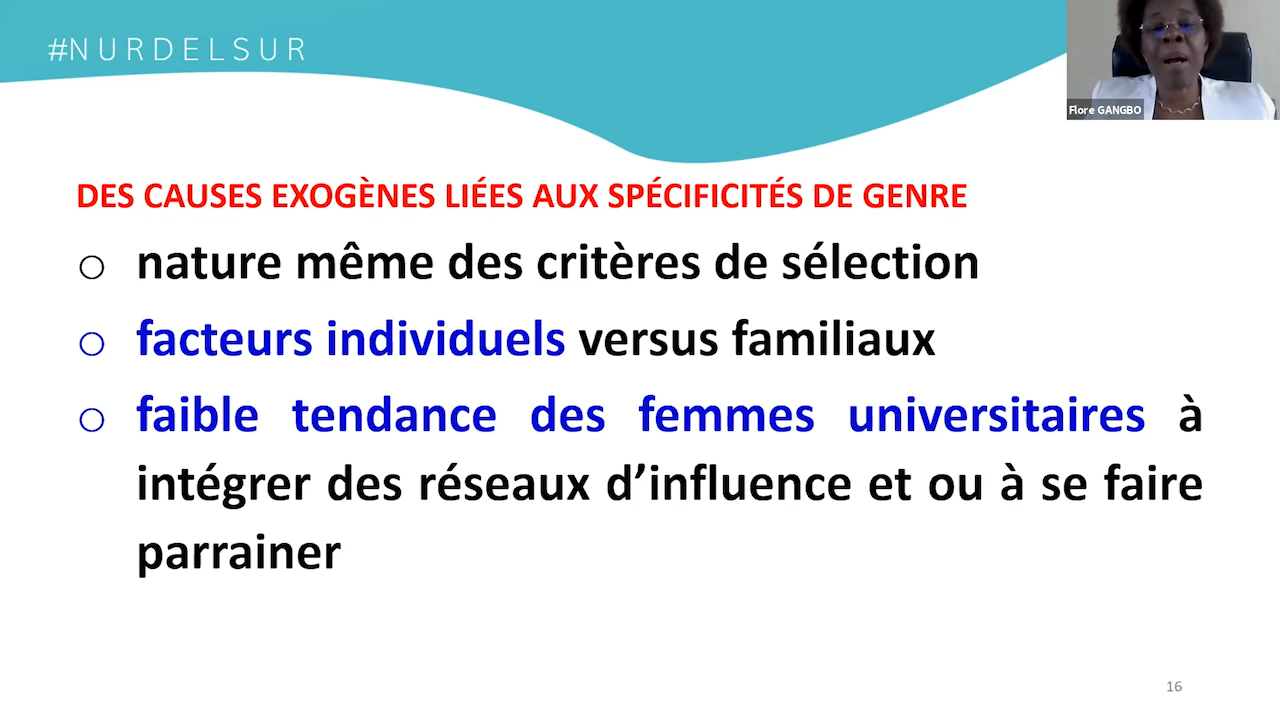 #NURDELSUR
Flore GANGBO
DES CAUSES EXOGÈNES LIÉES AUX SPÉCIFICITÉS DE GENRE
o nature même des critères de sélection
o facteurs individuels versus familiaux
o faible tendance des femmes universitaires à
intégrer des réseaux d’influence et ou à se faire
parrainer
16